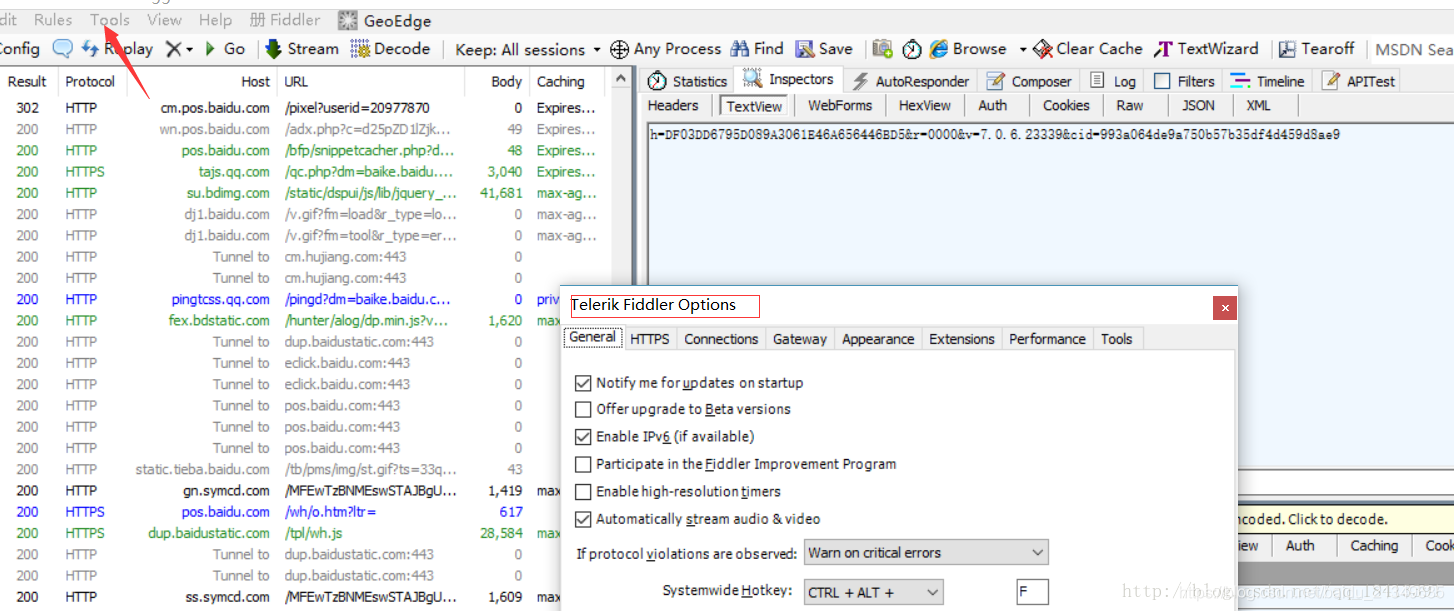 dit Rules Tools View Help 册 Fiddler GeoEdge
Config Replay Go Stream Decode Keep: All sessions Any Process Find Save Browse Clear Cache TextWizard Tearoff MSDN Sea
Result Protocol Host URL Body Caching
302 HTTP cm.pos.baidu.com /pixel?userid=20977870 0 Expires...
200 HTTP wn.pos.baidu.com /adx.php?c=d25pZD1lZjk... 49 Expires...
200 HTTP pos.baidu.com /bfp/snippetcacher.php?d... 48 Expires...
200 HTTPS tajs.qq.com /qc.php?dm=baike.baidu.... 3,040 Expires...
200 HTTP su.bdimg.com /static/dspui/js/lib/jquery_... 41,681 max-ag...
200 HTTP dj1.baidu.com /v.gif?fm=load&r_type=lo... 0 max-ag...
200 HTTP dj1.baidu.com /v.gif?fm=tool&r_type=er... 0 max-ag...
200 HTTP Tunnel to cm.hujiang.com:443 0
200 HTTP Tunnel to cm.hujiang.com:443 0
200 HTTP pingtcss.qq.com /pingd?dm=baike.baidu.c... 0 priv
200 HTTP fex.bdstatic.com /hunter/alog/dp.min.js?v... 1,620 max
200 HTTP Tunnel to dup.baidustatic.com:443 0
200 HTTP Tunnel to eclick.baidu.com:443 0
200 HTTP Tunnel to eclick.baidu.com:443 0
200 HTTP Tunnel to pos.baidu.com:443 0
200 HTTP Tunnel to pos.baidu.com:443 0
200 HTTP Tunnel to pos.baidu.com:443 0
200 HTTP static.tieba.baidu.com /tb/pms/img/st.gif?ts=33q... 43
200 HTTP gn.symcd.com /MFEwTzBNMEswSTAJBgU... 1,419 max
200 HTTPS pos.baidu.com /wh/o.htm?ltr= 617
200 HTTPS dup.baidustatic.com /tpl/wh.js 28,584 max
200 HTTP Tunnel to dup.baidustatic.com:443 0
200 HTTP Tunnel to dup.baidustatic.com:443 0
200 HTTP ss.symcd.com /MFEwTzBNMEswSTAJBgU... 1,609 max
Statistics Inspectors AutoResponder Composer Log Filters Timeline APITest
Headers TextView WebForms HexView Auth Cookies Raw JSON XML
h=DF03DD6795D089A3061E46A656446BD5&r=0000&v=7.0.6.23339&cid=993a064de9a750b57b35df4d459d8ae9
Telerik Fiddler Options
General HTTPS Connections Gateway Appearance Extensions Performance Tools
Notify me for updates on startup
Offer upgrade to Beta versions
Enable IPv6 (if available)
Participate in the Fiddler Improvement Program
Enable high-resolution timers
Automatically stream audio & video
If protocol violations are observed: Warn on critical errors
Systemwide Hotkey: CTRL + ALT + F
ncoded. Click to decode.
iew Auth Caching Cook